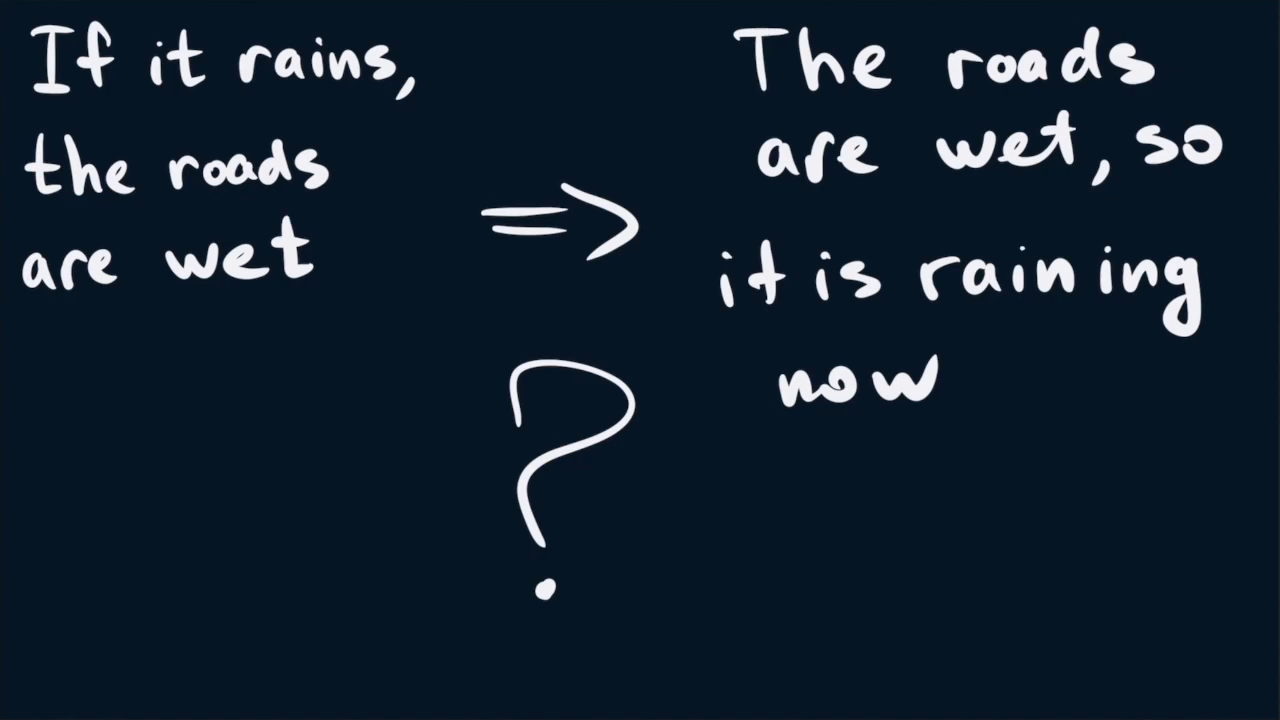 If it rains,
the roads
are wet
=>
?
The roads
are wet, so
it is raining
now